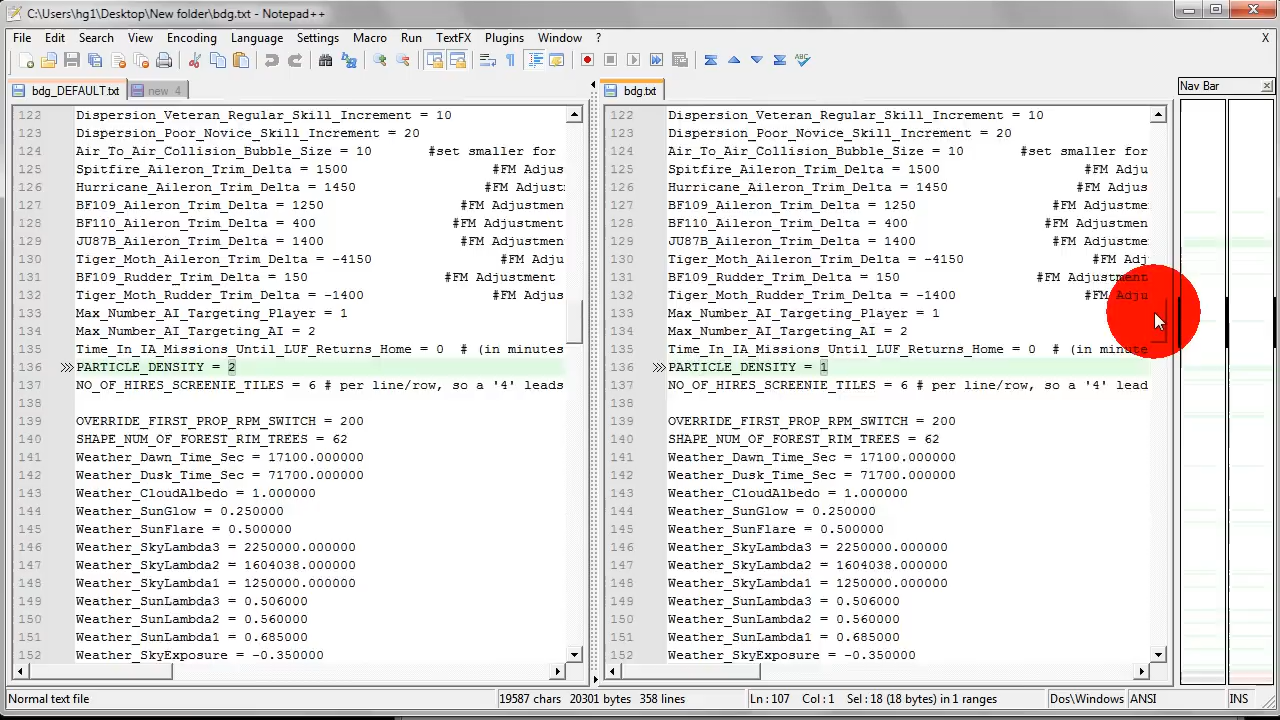 C:\Users\hg1\Desktop\New folder\bdg.txt - Notepad++
File Edit Search View Encoding Language Settings Macro Run TextFX Plugins Window ? X
bdg_DEFAULT.txt new 4
122 Dispersion_Veteran_Regular_Skill_Increment = 10
123 Dispersion_Poor_Novice_Skill_Increment = 20
124 Air_To_Air_Collision_Bubble_Size = 10 #set smaller for
125 Spitfire_Aileron_Trim_Delta = 1500 #FM Adjus
126 Hurricane_Aileron_Trim_Delta = 1450 #FM Adjust
127 BF109_Aileron_Trim_Delta = 1250 #FM Adjustmen
128 BF110_Aileron_Trim_Delta = 400 #FM Adjustment
129 JU87B_Aileron_Trim_Delta = 1400 #FM Adjustmen
130 Tiger_Moth_Aileron_Trim_Delta = -4150 #FM Adju
131 BF109_Rudder_Trim_Delta = 150 #FM Adjustment
132 Tiger_Moth_Rudder_Trim_Delta = -1400 #FM Adjus
133 Max_Number_AI_Targeting_Player = 1
134 Max_Number_AI_Targeting_AI = 2
135 Time_In_IA_Missions_Until_LUF_Returns_Home = 0 # (in minutes
136 PARTICLE_DENSITY = 2
137 NO_OF_HIRES_SCREENIE_TILES = 6 # per line/row, so a '4' leads
138
139 OVERRIDE_FIRST_PROP_RPM_SWITCH = 200
140 SHAPE_NUM_OF_FOREST_RIM_TREES = 62
141 Weather_Dawn_Time_Sec = 17100.000000
142 Weather_Dusk_Time_Sec = 71700.000000
143 Weather_CloudAlbedo = 1.000000
144 Weather_SunGlow = 0.250000
145 Weather_SunFlare = 0.500000
146 Weather_SkyLambda3 = 2250000.000000
147 Weather_SkyLambda2 = 1604038.000000
148 Weather_SkyLambda1 = 1250000.000000
149 Weather_SunLambda3 = 0.506000
150 Weather_SunLambda2 = 0.560000
151 Weather_SunLambda1 = 0.685000
152 Weather_SkyExposure = -0.350000
bdg.txt
122 Dispersion_Veteran_Regular_Skill_Increment = 10
123 Dispersion_Poor_Novice_Skill_Increment = 20
124 Air_To_Air_Collision_Bubble_Size = 10 #set smaller for
125 Spitfire_Aileron_Trim_Delta = 1500 #FM Adju
126 Hurricane_Aileron_Trim_Delta = 1450 #FM Adjus
127 BF109_Aileron_Trim_Delta = 1250 #FM Adjustme
128 BF110_Aileron_Trim_Delta = 400 #FM Adjustmen
129 JU87B_Aileron_Trim_Delta = 1400 #FM Adjustme
130 Tiger_Moth_Aileron_Trim_Delta = -4150 #FM Adj
131 BF109_Rudder_Trim_Delta = 150 #FM Adjustment
132 Tiger_Moth_Rudder_Trim_Delta = -1400 #FM Adju
133 Max_Number_AI_Targeting_Player = 1
134 Max_Number_AI_Targeting_AI = 2
135 Time_In_IA_Missions_Until_LUF_Returns_Home = 0 # (in minute
136 PARTICLE_DENSITY = 1
137 NO_OF_HIRES_SCREENIE_TILES = 6 # per line/row, so a '4' lead
138
139 OVERRIDE_FIRST_PROP_RPM_SWITCH = 200
140 SHAPE_NUM_OF_FOREST_RIM_TREES = 62
141 Weather_Dawn_Time_Sec = 17100.000000
142 Weather_Dusk_Time_Sec = 71700.000000
143 Weather_CloudAlbedo = 1.000000
144 Weather_SunGlow = 0.250000
145 Weather_SunFlare = 0.500000
146 Weather_SkyLambda3 = 2250000.000000
147 Weather_SkyLambda2 = 1604038.000000
148 Weather_SkyLambda1 = 1250000.000000
149 Weather_SunLambda3 = 0.506000
150 Weather_SunLambda2 = 0.560000
151 Weather_SunLambda1 = 0.685000
152 Weather_SkyExposure = -0.350000
Nav Bar
Normal text file 19587 chars 20301 bytes 358 lines Ln : 107 Col : 1 Sel : 18 (18 bytes) in 1 ranges Dos\Windows ANSI INS